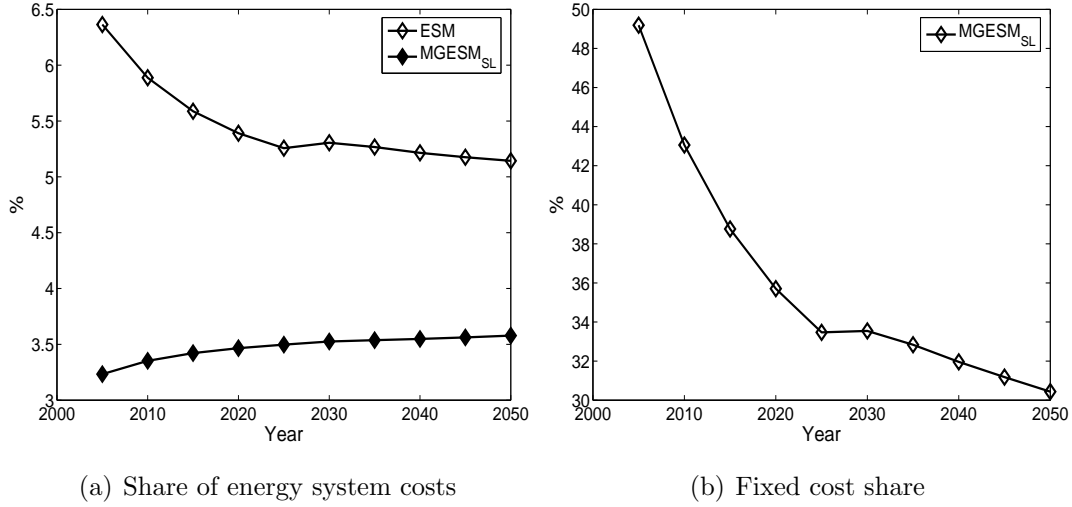 6.5
6
5.5
5
4.5
4
3.5
3
%
2000 2010 2020 2030 2040 2050
Year
ESM
MGESM_SL
(a) Share of energy system costs
50
48
46
44
42
40
38
36
34
32
30
%
2000 2010 2020 2030 2040 2050
Year
MGESM_SL
(b) Fixed cost share